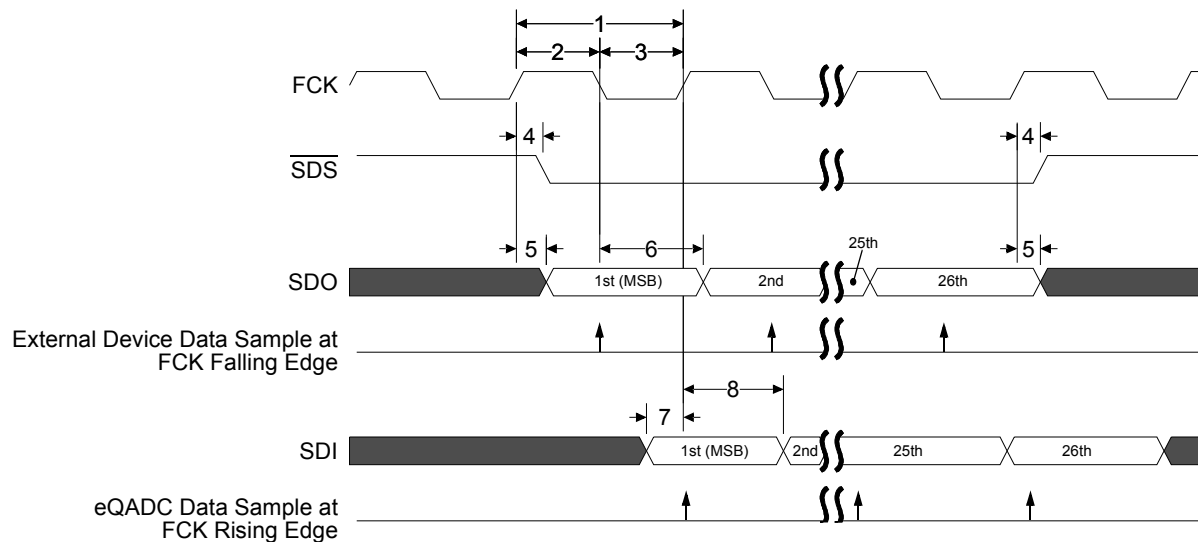 1
2 3
FCK
4 4
SDS
25th
5 6 5
SDO 1st (MSB) 2nd 26th
External Device Data Sample at
FCK Falling Edge
8
7
SDI 1st (MSB) 2nd 25th 26th
eQADC Data Sample at
FCK Rising Edge